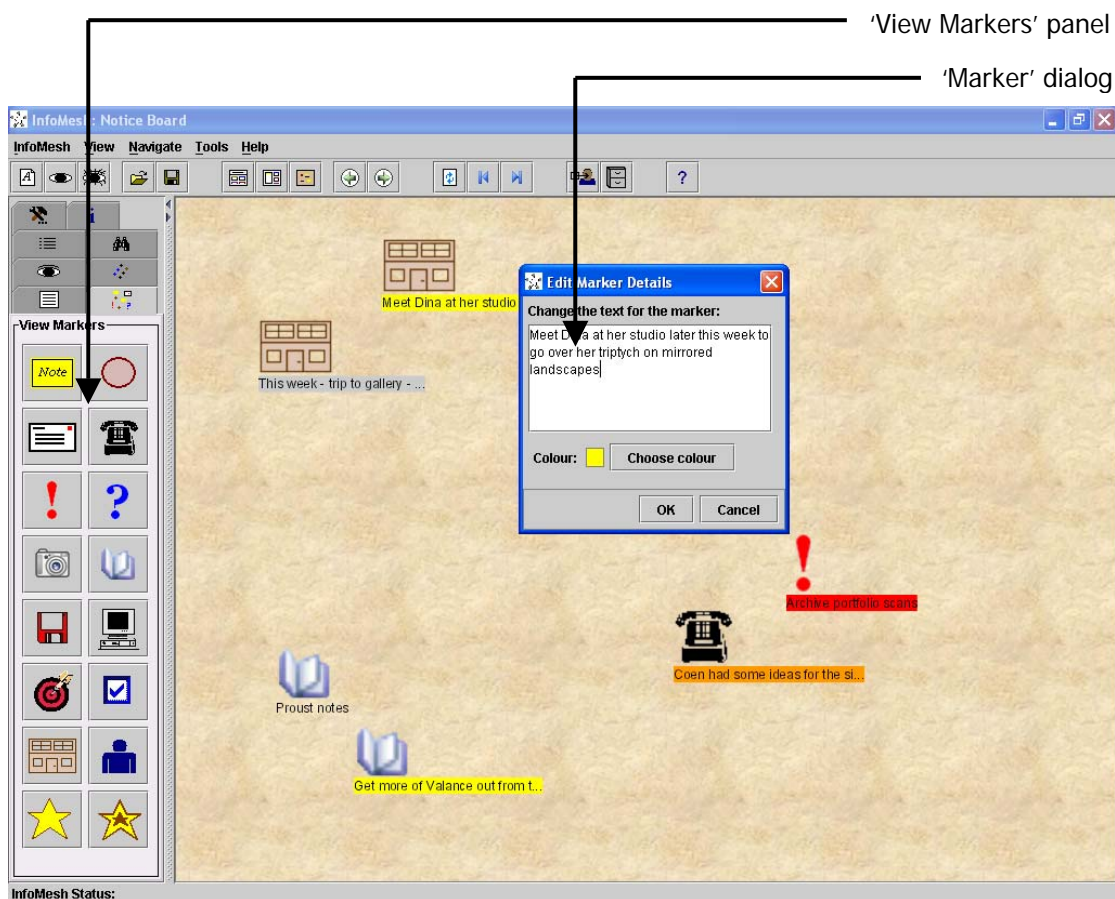 ‘View Markers’ panel
‘Marker’ dialog
InfoMesh: Notice Board
InfoMesh View Navigate Tools Help
A ?
i
View Markers
Note
! ?
Meet Dina at her studio
This week - trip to gallery - ...
Edit Marker Details
Change the text for the marker:
Meet Dina at her studio later this week to
go over her triptych on mirrored
landscapes
Colour: Choose colour
OK Cancel
!
Archive portfolio scans
Coen had some ideas for the si...
Proust notes
Get more of Valance out from t...
InfoMesh Status: